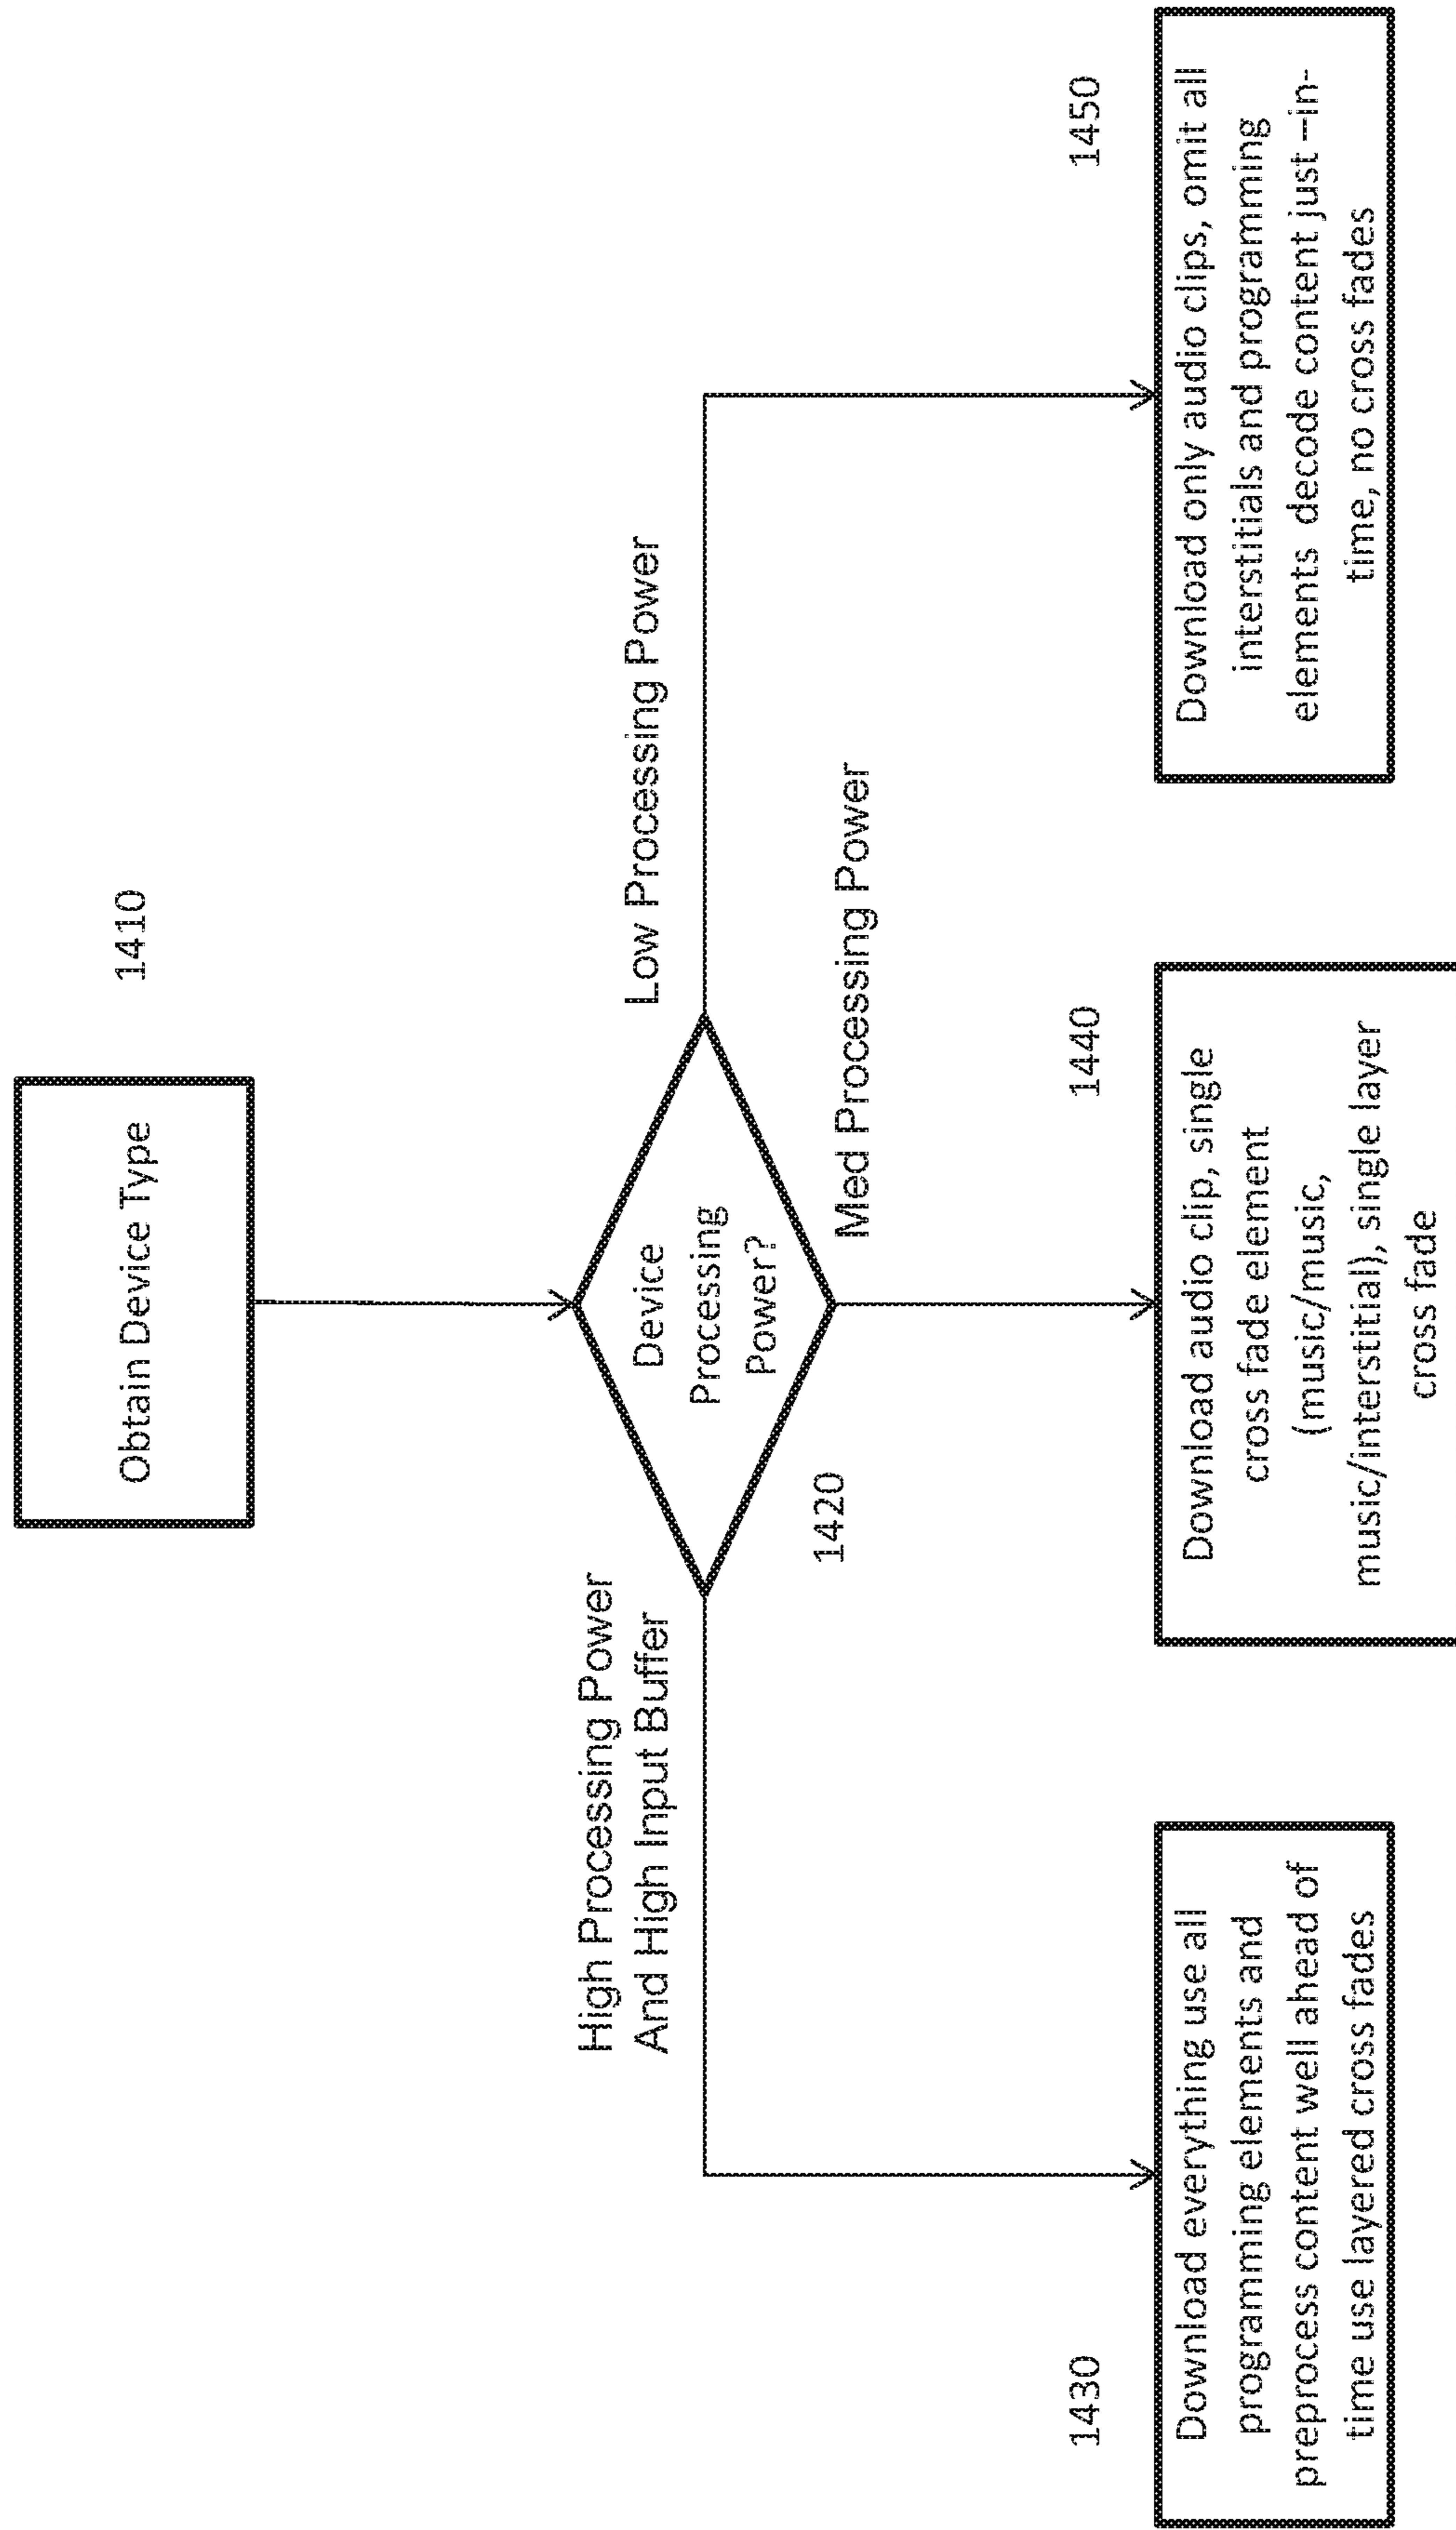 1410
Obtain Device Type
High Processing Power
And High Input Buffer
Device
Processing
Power?
Low Processing Power
1420
Med Processing Power
1430
Download everything use all
programming elements and
preprocess content well ahead of
time use layered cross fades
1440
Download audio clip, single
cross fade element
(music/music,
music/interstitial), single layer
cross fade
1450
Download only audio clips, omit all
interstitials and programming
elements decode content just –in-
time, no cross fades